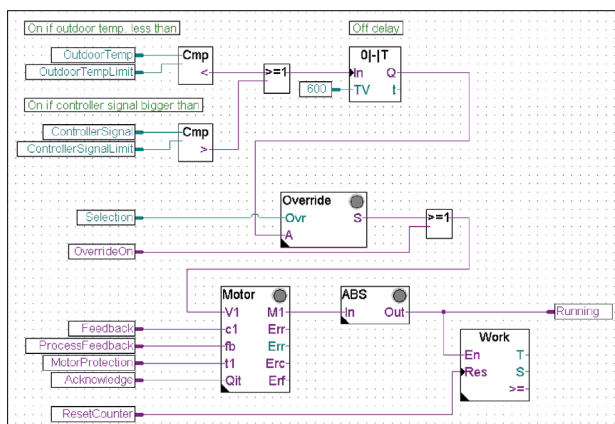 On if outdoor temp. less than
Off delay
OutdoorTemp
OutdoorTempLimit
Cmp
<
>=1
0|-|T
In Q
600
TV t
On if controller signal bigger than
ControllerSignal
ControllerSignalLimit
Cmp
>
Override
Selection
Ovr S
>=1
A
OverrideOn
Motor
ABS
V1 M1
In Out
Running
Feedback
c1 Err
ProcessFeedback
fb Err
Work
MotorProtection
t1 Erc
En T
Acknowledge
Qit Erf
Res S
>=
ResetCounter